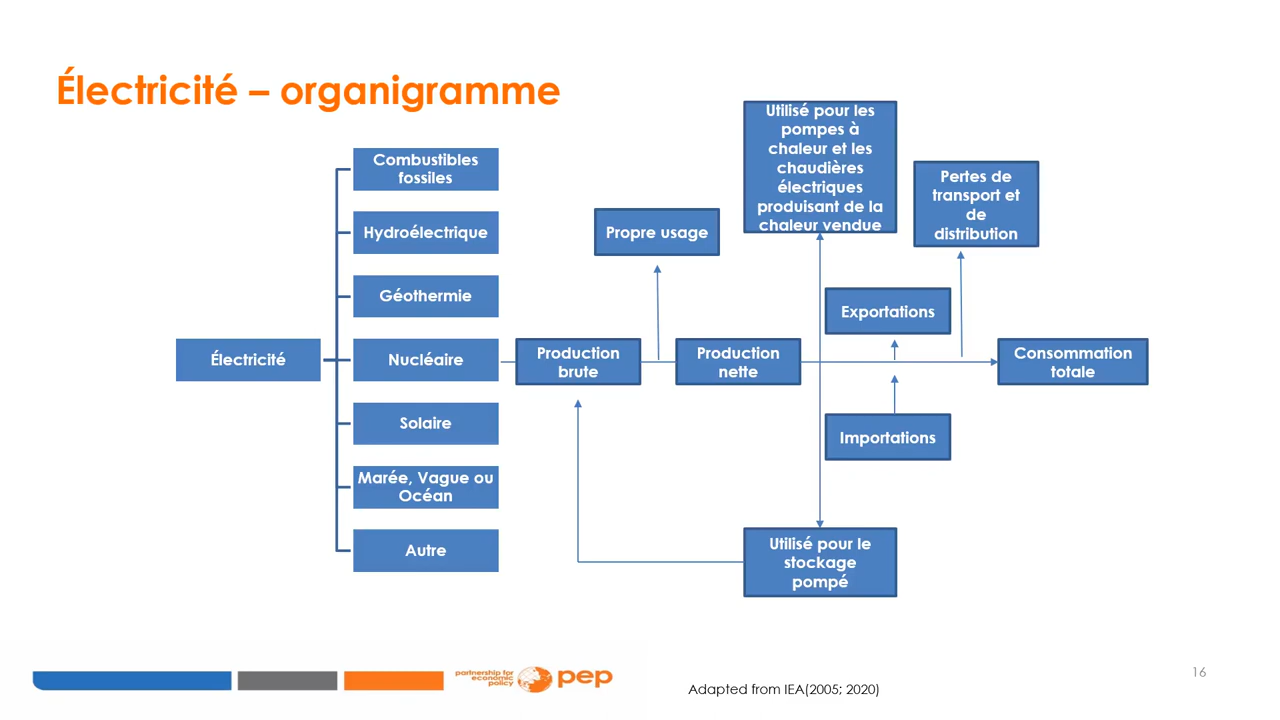 Électricité – organigramme
Utilisé pour les
pompes à
chaleur et les
chaudières
électriques
produisant de la
chaleur vendue
Pertes de
transport et
de
distribution
Propre usage
Combustibles
fossiles
Hydroélectrique
Géothermie
Exportations
Électricité
Nucléaire
Production
brute
Production
nette
Consommation
totale
Solaire
Importations
Marée, Vague ou
Océan
Autre
Utilisé pour le
stockage
pompé
partnership for
economic
policy
pep
Adapted from IEA(2005; 2020)
16